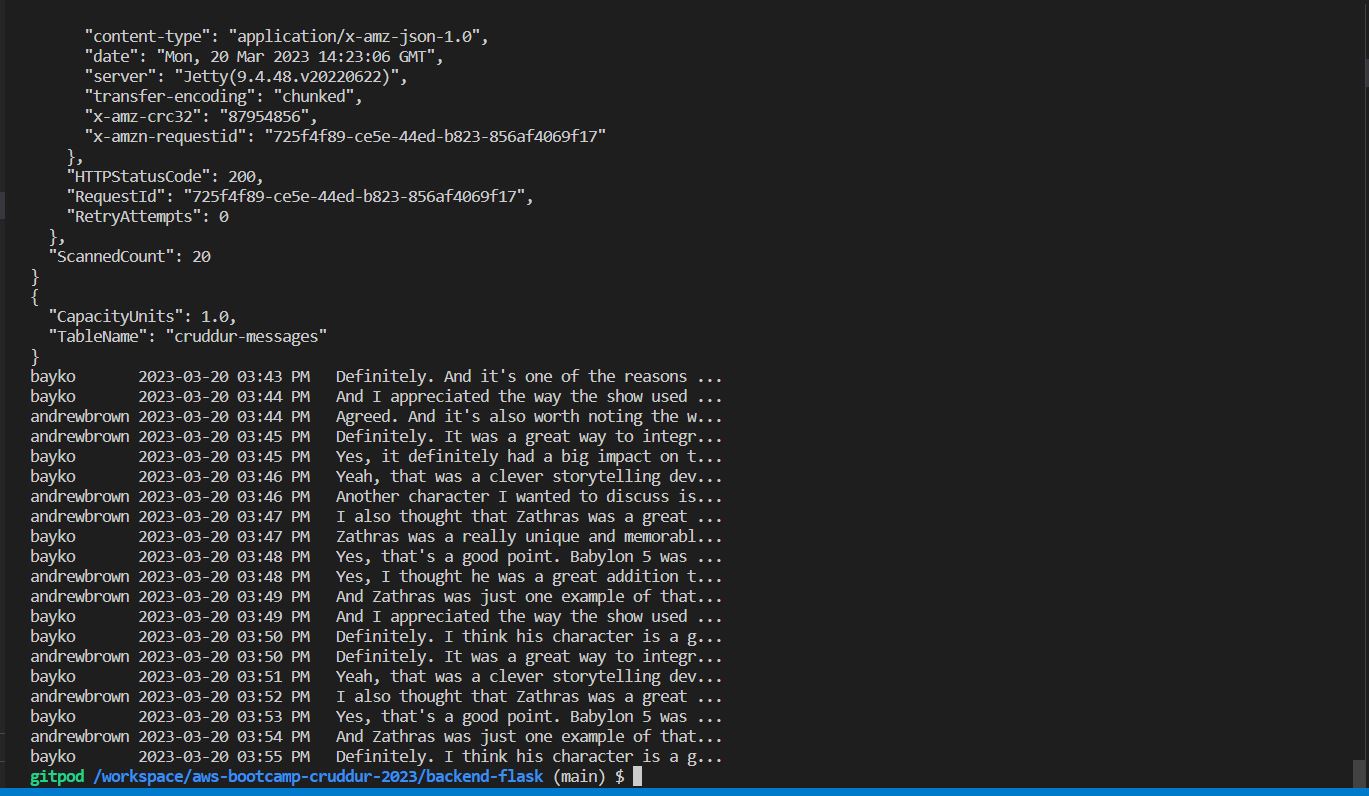 "content-type": "application/x-amz-json-1.0",
"date": "Mon, 20 Mar 2023 14:23:06 GMT",
"server": "Jetty(9.4.48.v20220622)",
"transfer-encoding": "chunked",
"x-amz-crc32": "87954856",
"x-amzn-requestid": "725f4f89-ce5e-44ed-b823-856af4069f17"
},
"HTTPStatusCode": 200,
"RequestId": "725f4f89-ce5e-44ed-b823-856af4069f17",
"RetryAttempts": 0
},
"ScannedCount": 20
}
{
"CapacityUnits": 1.0,
"TableName": "cruddur-messages"
}
bayko 2023-03-20 03:43 PM Definitely. And it's one of the reasons ...
bayko 2023-03-20 03:44 PM And I appreciated the way the show used ...
andrewbrown 2023-03-20 03:44 PM Agreed. And it's also worth noting the w...
andrewbrown 2023-03-20 03:45 PM Definitely. It was a great way to integr...
bayko 2023-03-20 03:45 PM Yes, it definitely had a big impact on t...
bayko 2023-03-20 03:46 PM Yeah, that was a clever storytelling dev...
andrewbrown 2023-03-20 03:46 PM Another character I wanted to discuss is...
andrewbrown 2023-03-20 03:47 PM I also thought that Zathras was a great ...
bayko 2023-03-20 03:47 PM Zathras was a really unique and memorabl...
bayko 2023-03-20 03:48 PM Yes, that's a good point. Babylon 5 was ...
andrewbrown 2023-03-20 03:48 PM Yes, I thought he was a great addition t...
andrewbrown 2023-03-20 03:49 PM And Zathras was just one example of that...
bayko 2023-03-20 03:49 PM And I appreciated the way the show used ...
bayko 2023-03-20 03:50 PM Definitely. I think his character is a g...
andrewbrown 2023-03-20 03:50 PM Definitely. It was a great way to integr...
bayko 2023-03-20 03:51 PM Yeah, that was a clever storytelling dev...
andrewbrown 2023-03-20 03:52 PM I also thought that Zathras was a great ...
bayko 2023-03-20 03:53 PM Yes, that's a good point. Babylon 5 was ...
andrewbrown 2023-03-20 03:54 PM And Zathras was just one example of that...
bayko 2023-03-20 03:55 PM Definitely. I think his character is a g...
gitpod /workspace/aws-bootcamp-cruddur-2023/backend-flask (main) $